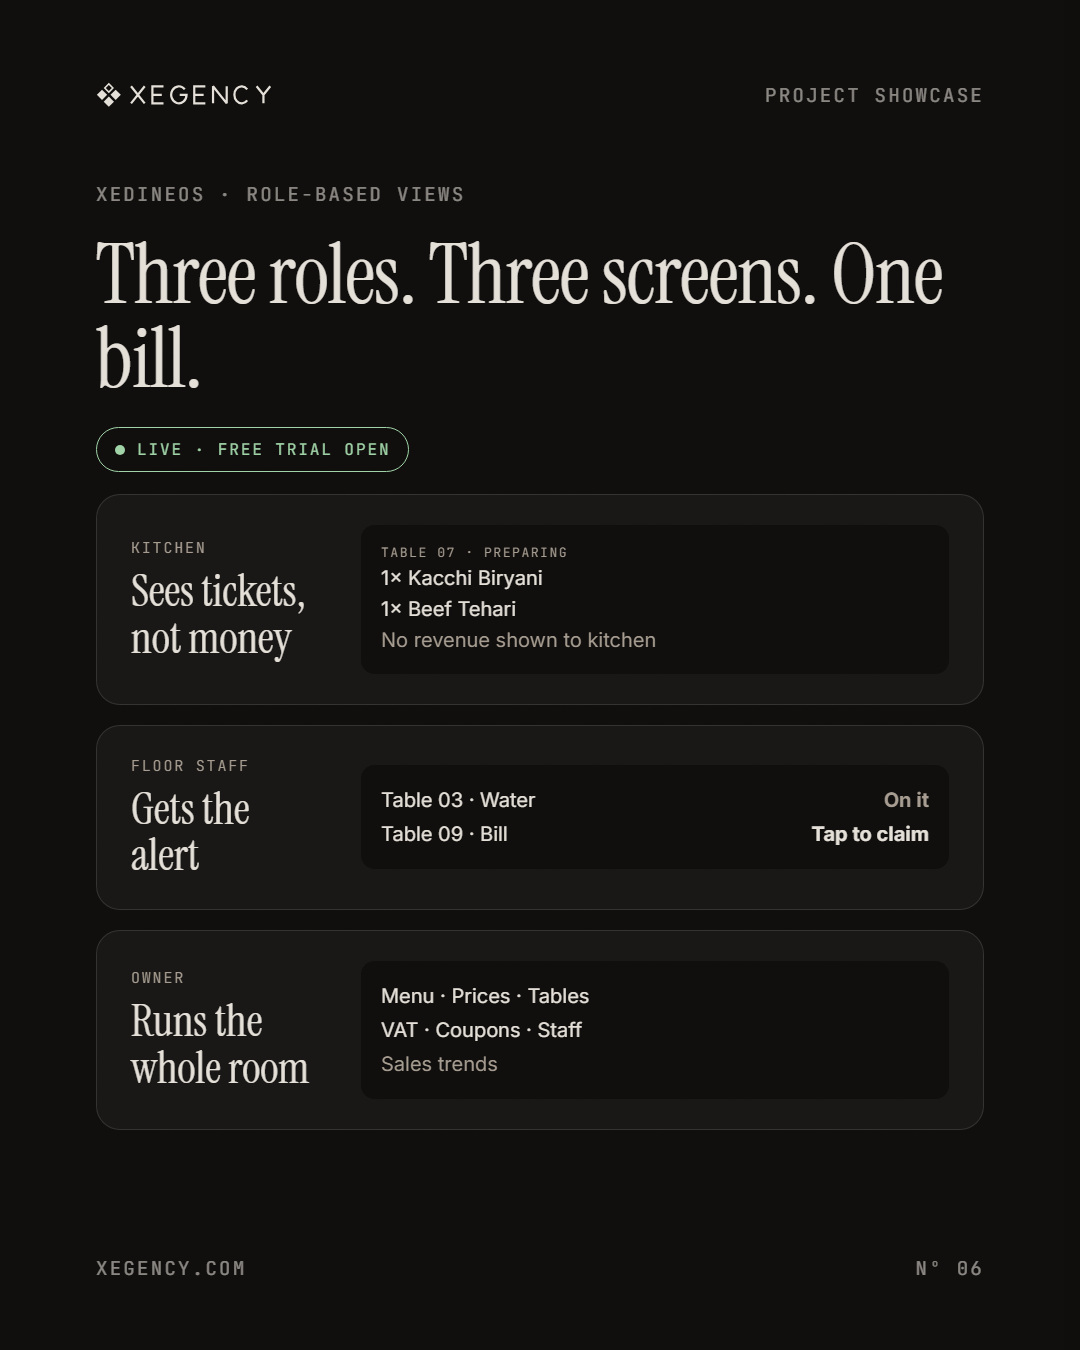 XEGENCY
PROJECT SHOWCASE
XEDINEOS · ROLE-BASED VIEWS
Three roles. Three screens. One
bill.
LIVE · FREE TRIAL OPEN
KITCHEN
Sees tickets,
not money
TABLE 07 · PREPARING
1× Kacchi Biryani
1× Beef Tehari
No revenue shown to kitchen
FLOOR STAFF
Gets the
alert
Table 03 · Water On it
Table 09 · Bill Tap to claim
OWNER
Runs the
whole room
Menu · Prices · Tables
VAT · Coupons · Staff
Sales trends
XEGENCY.COM
N° 06